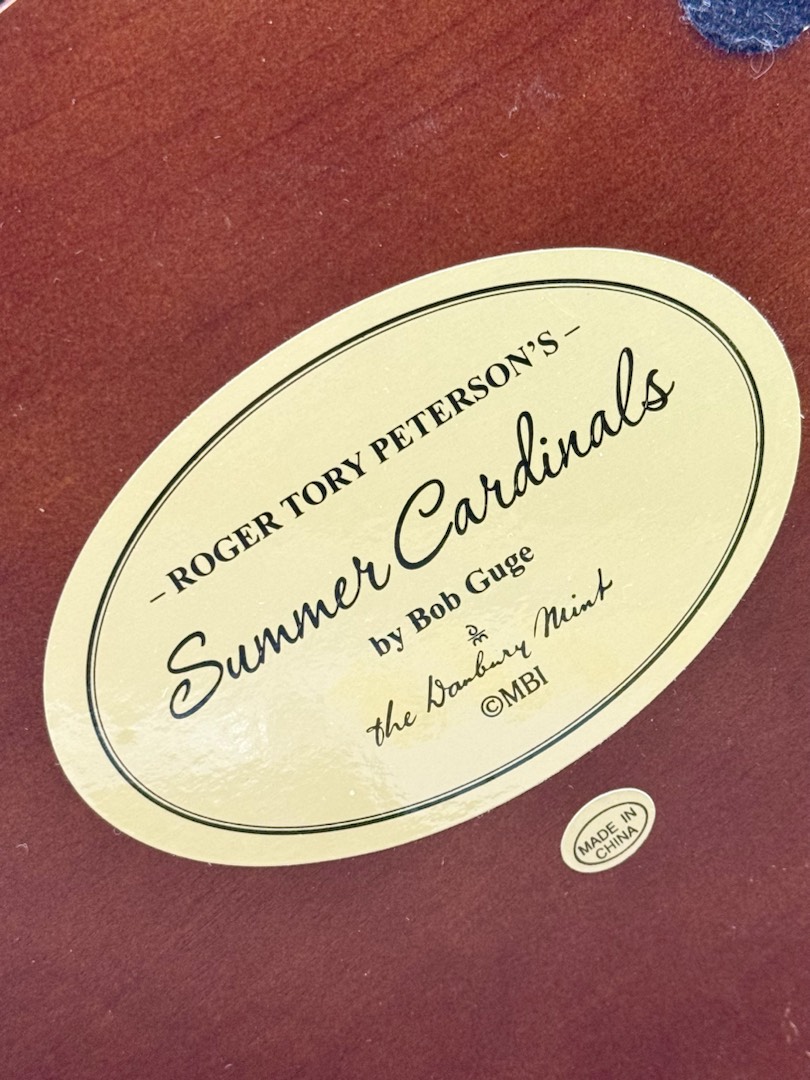 – ROGER TORY PETERSON'S –
Summer Cardinals
by Bob Guge
the Danbury Mint
©MBI
MADE IN
CHINA